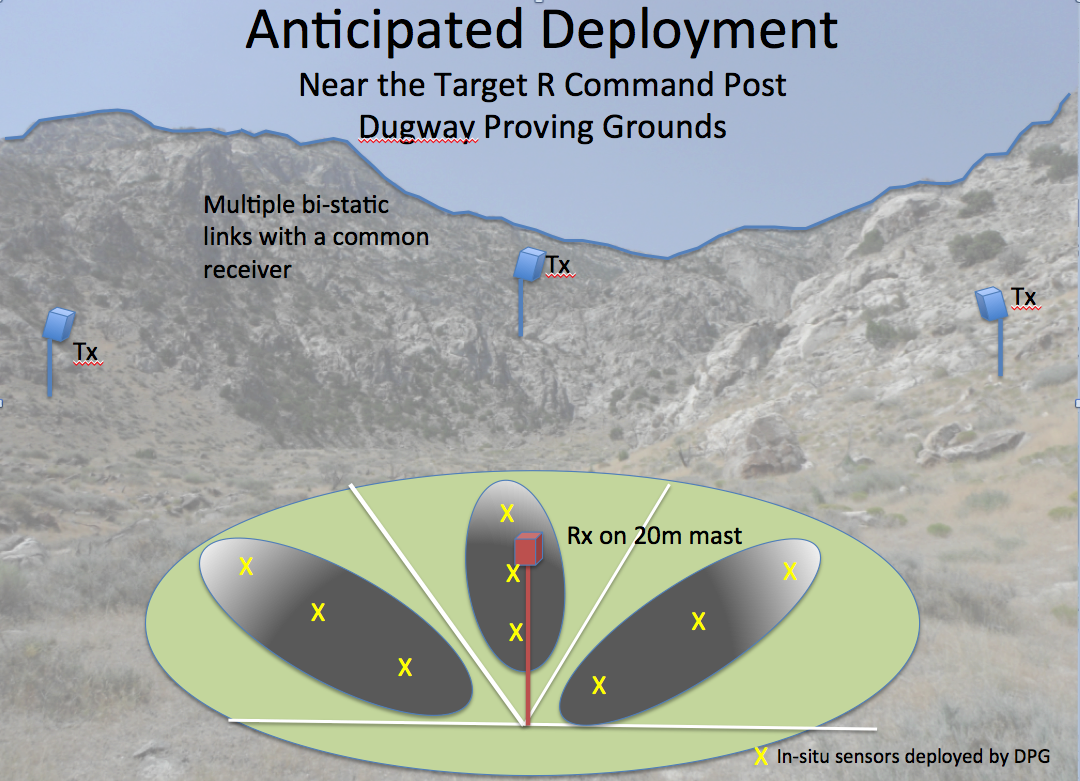 Anticipated Deployment
Near the Target R Command Post
Dugway Proving Grounds
Multiple bi-static
links with a common
receiver
Tx
Tx
Tx
X
Rx on 20m mast
X
X
X
X
X
X
X
X
X In-situ sensors deployed by DPG